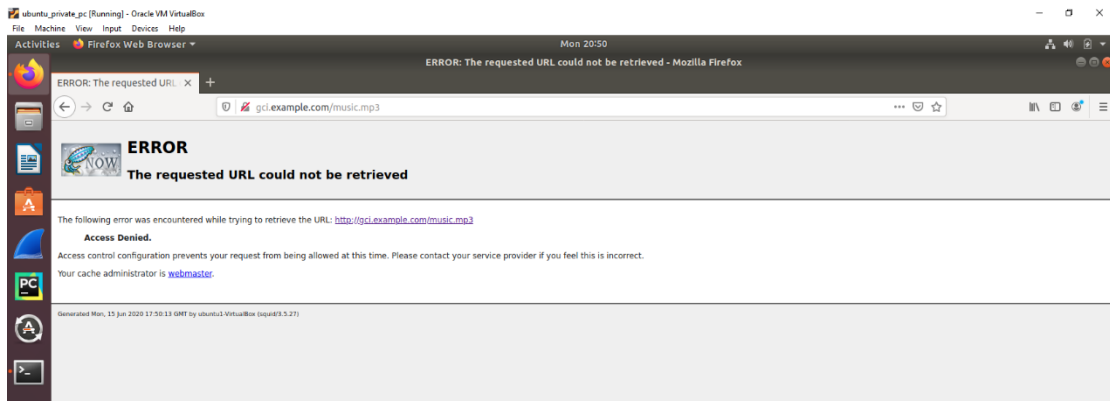 ubuntu_private_pc [Running] - Oracle VM VirtualBox
File Machine View Input Devices Help
Activities Firefox Web Browser Mon 20:50
ERROR: The requested URL could not be retrieved - Mozilla Firefox
ERROR: The requested URL
gci.example.com/music.mp3
NOW
ERROR
The requested URL could not be retrieved
The following error was encountered while trying to retrieve the URL: http://gci.example.com/music.mp3
Access Denied.
Access control configuration prevents your request from being allowed at this time. Please contact your service provider if you feel this is incorrect.
Your cache administrator is webmaster.
Generated Mon, 15 Jun 2020 17:50:13 GMT by ubuntu1-VirtualBox (squid/3.5.27)
PC
A